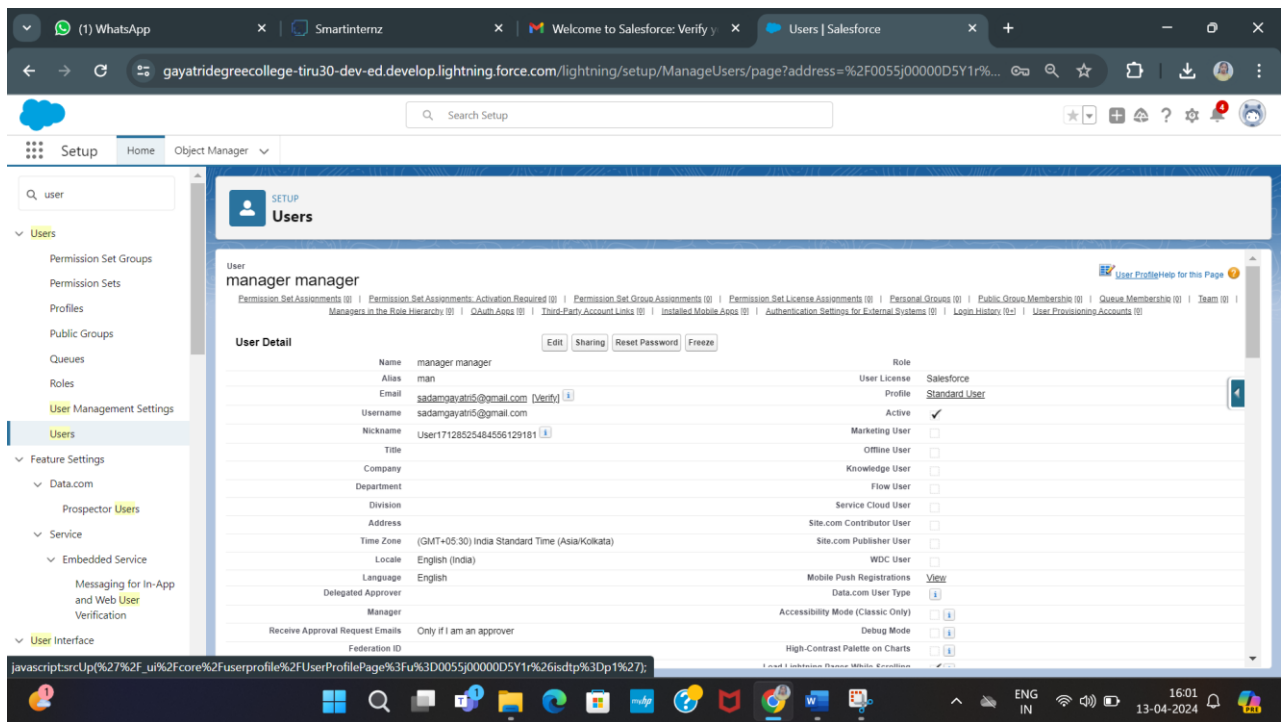 (1) WhatsApp
Smartinternz
Welcome to Salesforce: Verify y
Users | Salesforce
gayatridegreecollege-tiru30-dev-ed.develop.lightning.force.com/lightning/setup/ManageUsers/page?address=%2F0055j00000D5Y1r%...
Search Setup
4
Setup
Home
Object Manager
user
Users
Permission Set Groups
Permission Sets
Profiles
Public Groups
Queues
Roles
User Management Settings
Users
Feature Settings
Data.com
Prospector Users
Service
Embedded Service
Messaging for In-App
and Web User
Verification
User Interface
SETUP
Users
User
manager manager
User Profile Help for this Page
Permission Set Assignments [0] | Permission Set Assignments: Activation Required [0] | Permission Set Group Assignments [0] | Permission Set License Assignments [0] | Personal Groups [0] | Public Group Membership [0] | Queue Membership [0] | Team [0] |
Managers in the Role Hierarchy [0] | OAuth Apps [0] | Third-Party Account Links [0] | Installed Mobile Apps [0] | Authentication Settings for External Systems [0] | Login History [0+] | User Provisioning Accounts [0]
User Detail
Edit Sharing Reset Password Freeze
Name manager manager Role
Alias man User License Salesforce
Email sadamgayatri5@gmail.com [Verify] i Profile Standard User
Username sadamgayatri5@gmail.com Active ✓
Nickname User17128525484556129181 i Marketing User
Title Offline User
Company Knowledge User
Department Flow User
Division Service Cloud User
Address Site.com Contributor User
Time Zone (GMT+05:30) India Standard Time (Asia/Kolkata) Site.com Publisher User
Locale English (India) WDC User
Language English Mobile Push Registrations View
Delegated Approver Data.com User Type i
Manager Accessibility Mode (Classic Only) i
Receive Approval Request Emails Only if I am an approver Debug Mode i
Federation ID High-Contrast Palette on Charts i
Load Lightning Pages While Scrolling
javascript:srcUp(%27%2F_ui%2Fcore%2Fuserprofile%2FUserProfilePage%3Fu%3D0055j00000D5Y1r%26isdtp%3Dp1%27);
ENG
IN
16:01
13-04-2024